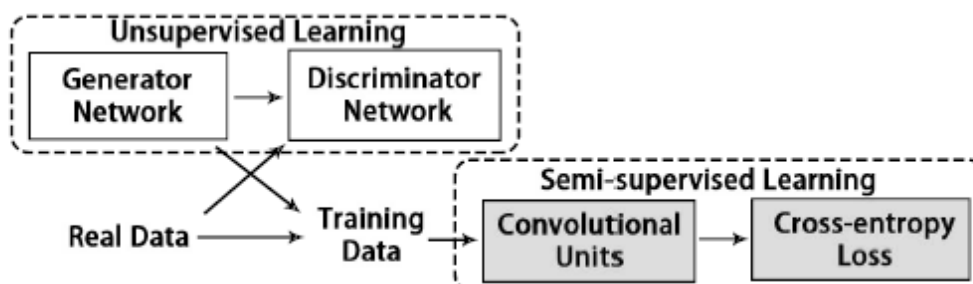 Unsupervised Learning
Generator
Network
Discriminator
Network
Real Data
Training
Data
Semi-supervised Learning
Convolutional
Units
Cross-entropy
Loss